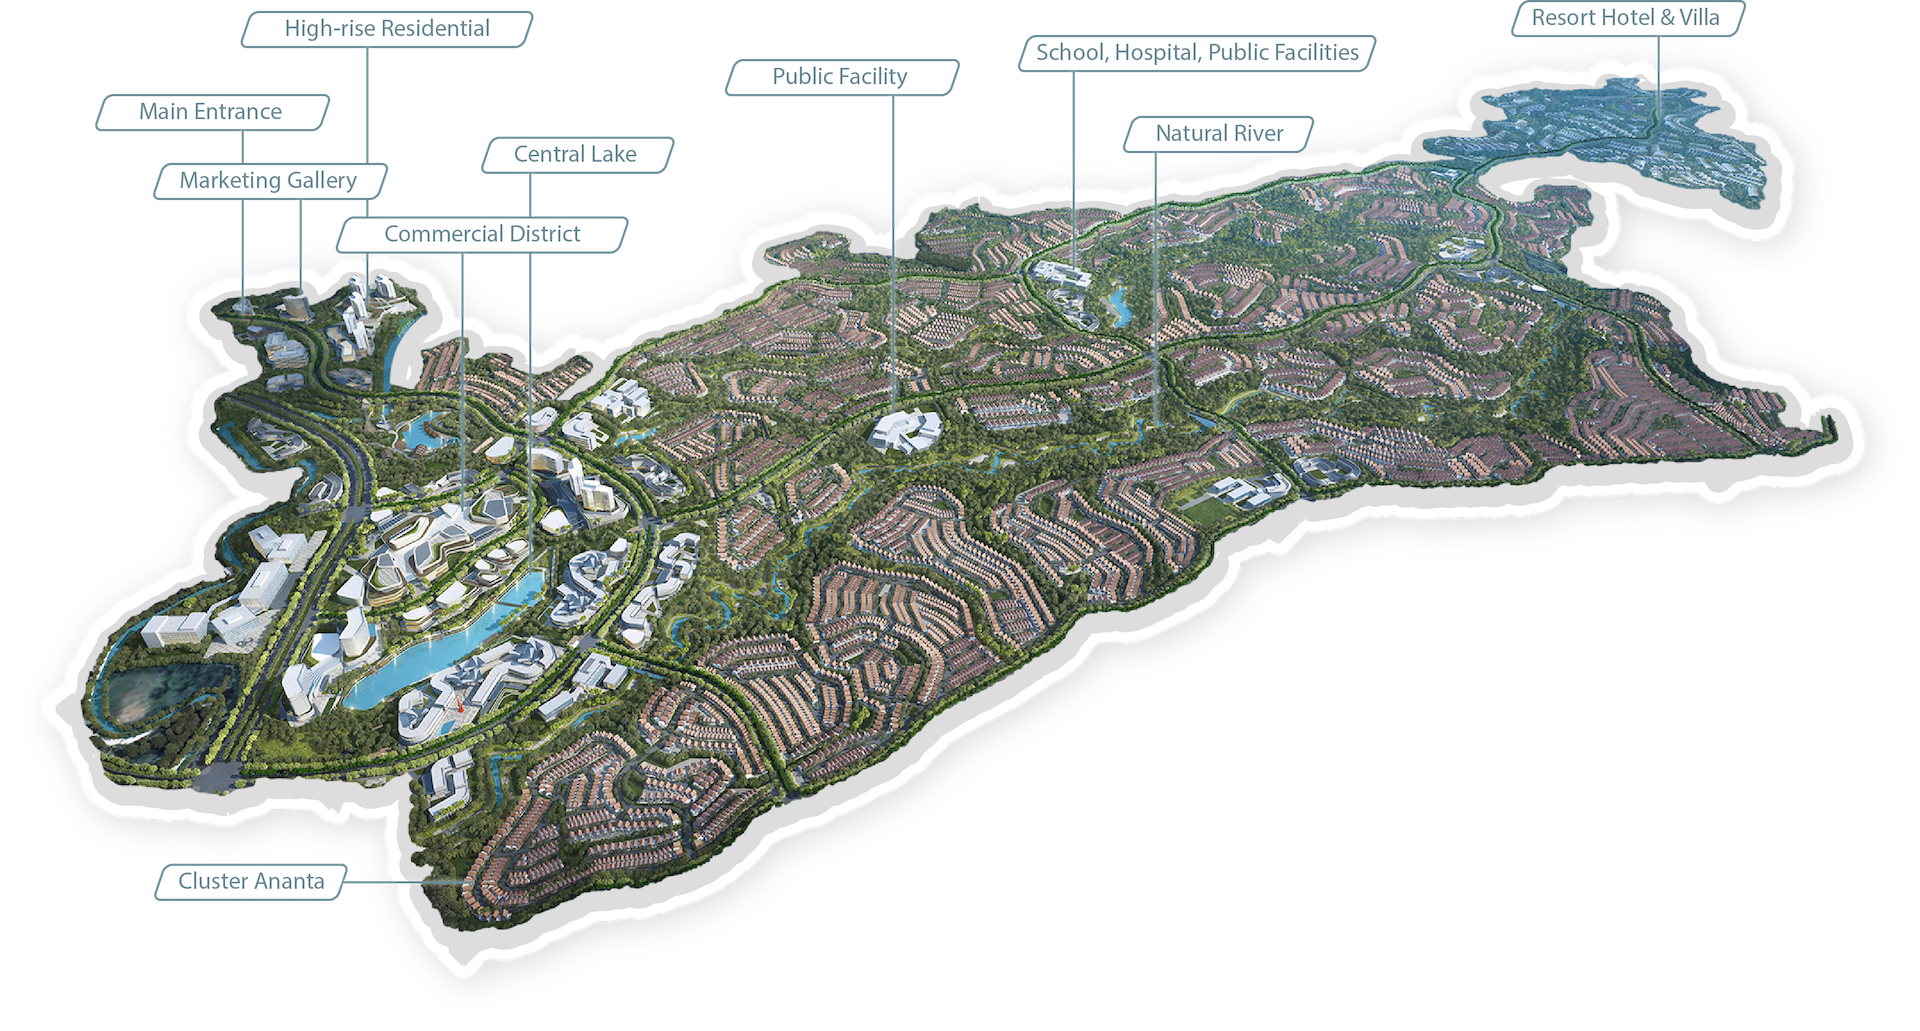 Resort Hotel & Villa
High-rise Residential
School, Hospital, Public Facilities
Public Facility
Main Entrance
Natural River
Central Lake
Marketing Gallery
Commercial District
Cluster Ananta